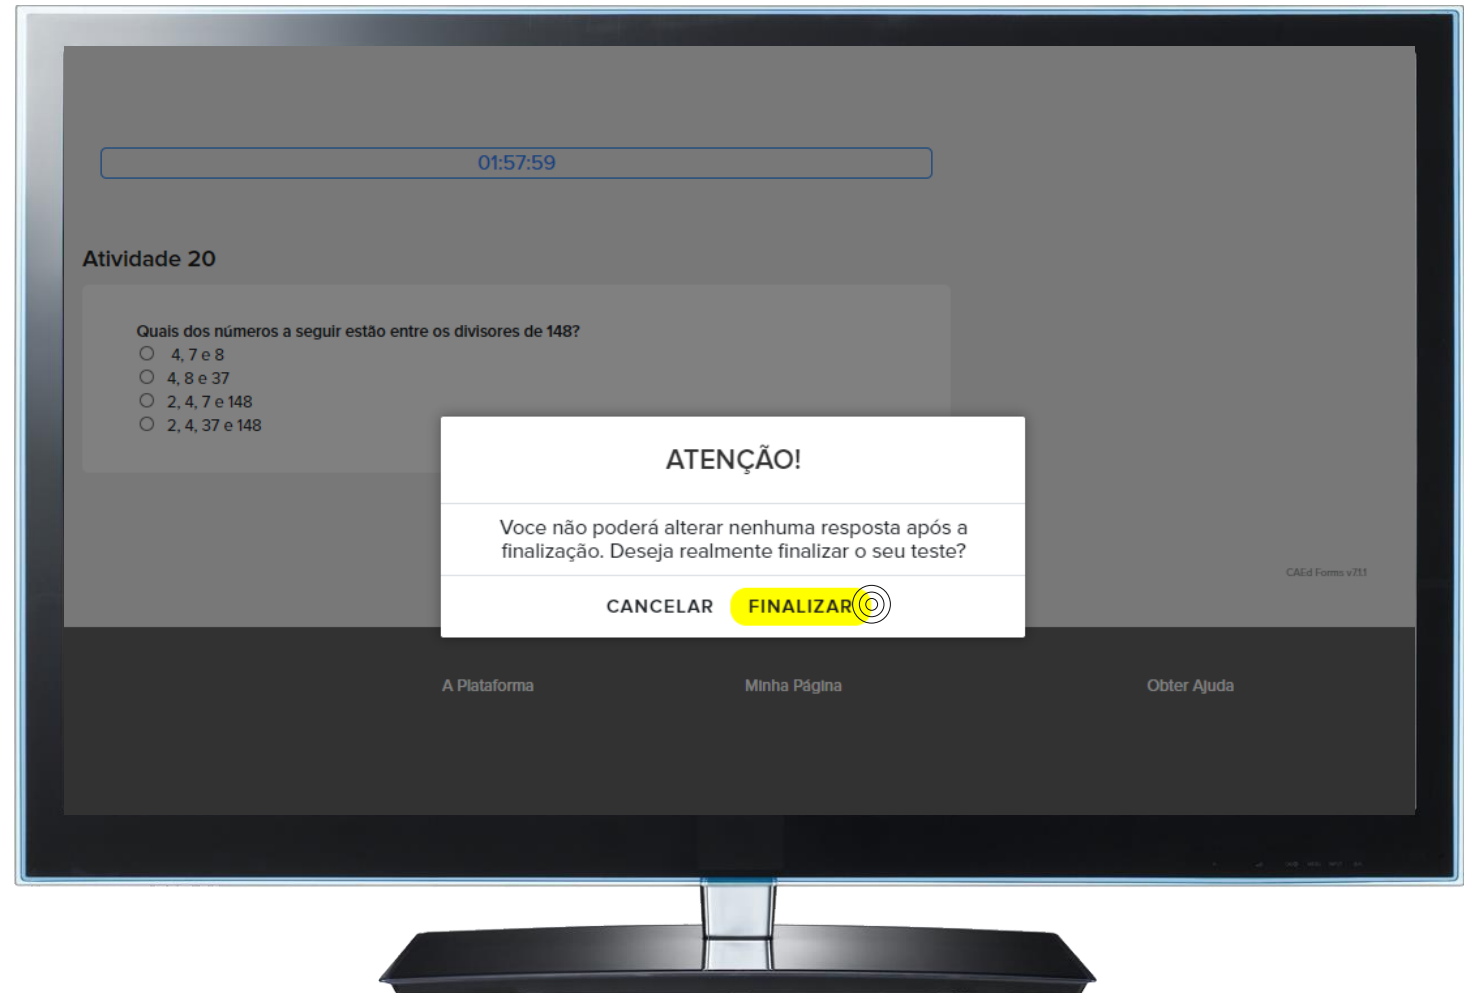 01:57:59
Atividade 20
Quais dos números a seguir estão entre os divisores de 148?
4, 7 e 8
4, 8 e 37
2, 4, 7 e 148
2, 4, 37 e 148
ATENÇÃO!
Voce não poderá alterar nenhuma resposta após a
finalização. Deseja realmente finalizar o seu teste?
CANCELAR FINALIZAR
CAEd Forms v7.1.1
A Plataforma Minha Página Obter Ajuda